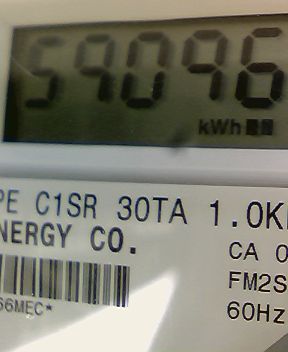 59096
kWh
PE C1SR 30TA 1.0K
NERGY CO.
CA 0
FM2S
66MEC*
60Hz